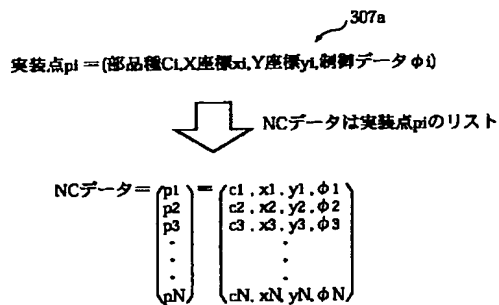 307a
実装点pi＝(部品種Ci,X座標xi,Y座標yi,制御データφi)
NCデータは実装点piのリスト
NCデータ＝(p1)＝(c1, x1, y1, φ1)
p2 c2, x2, y2, φ2
p3 c3, x3, y3, φ3
・ ・
・ ・
・ ・
pN cN, xN, yN, φN